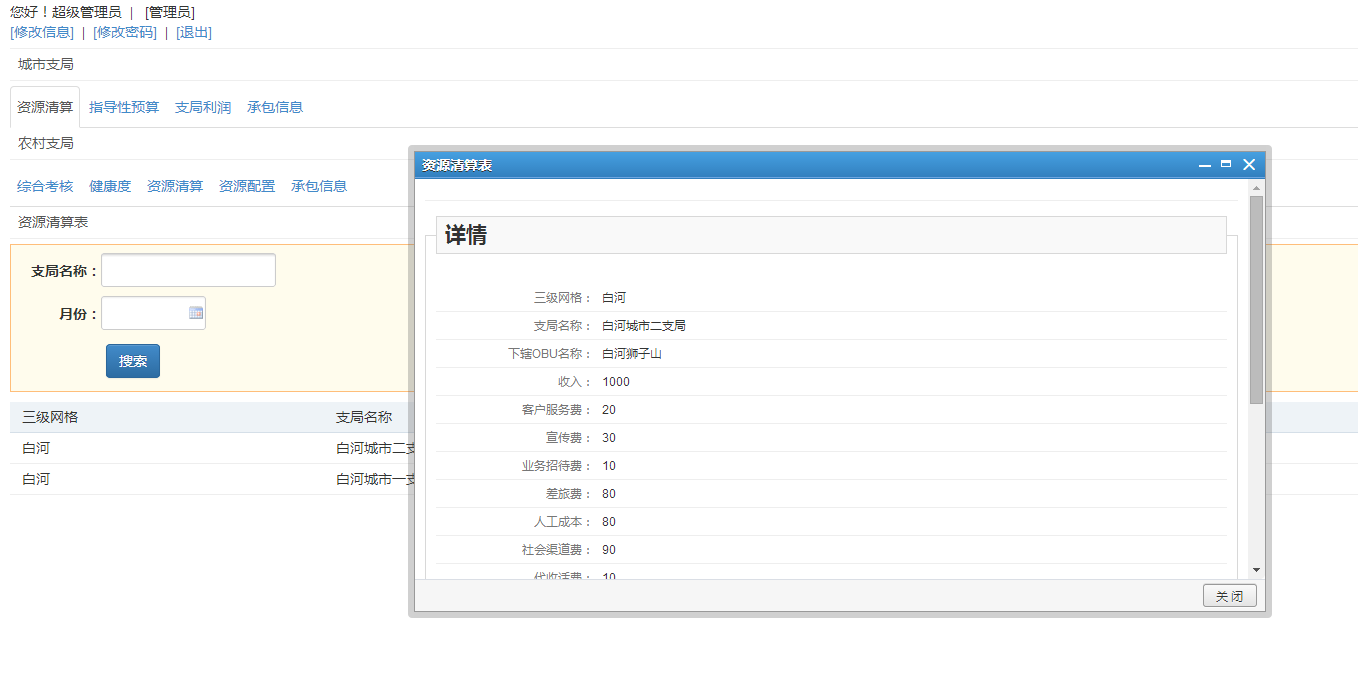 您好！超级管理员 | [管理员]
[修改信息] | [修改密码] | [退出]
城市支局
资源清算 指导性预算 支局利润 承包信息
农村支局
综合考核 健康度 资源清算 资源配置 承包信息
资源清算表
支局名称：
月份：
搜索
三级网格 支局名称
白河 白河城市二支
白河 白河城市一支
资源清算表
详情
三级网格： 白河
支局名称： 白河城市二支局
下辖OBU名称： 白河狮子山
收入： 1000
客户服务费： 20
宣传费： 30
业务招待费： 10
差旅费： 80
人工成本： 80
社会渠道费： 90
代收话费： 10
关 闭